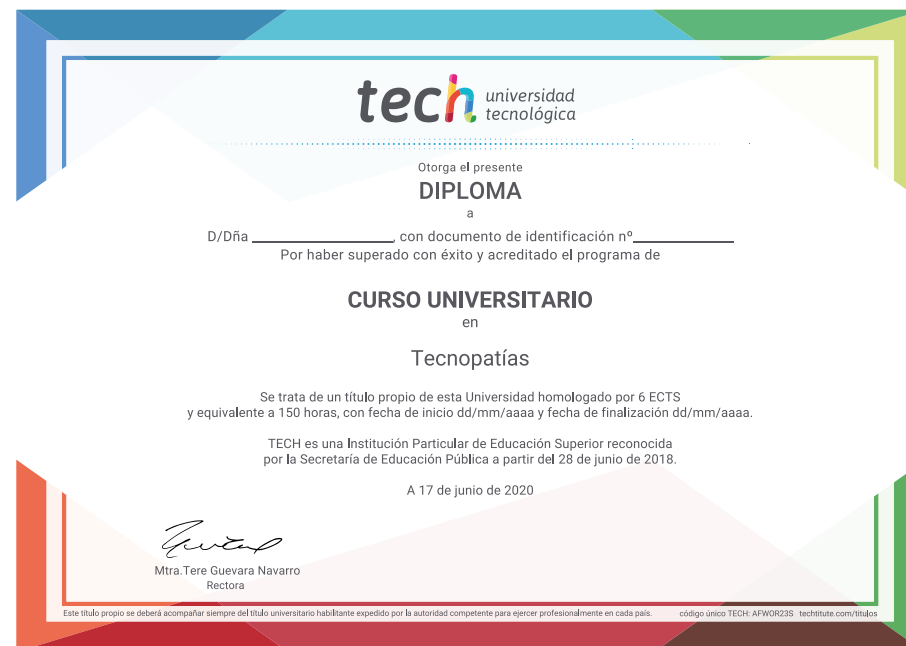 tech universidad
tecnológica
Otorga el presente
DIPLOMA
a
D/Dña ____________, con documento de identificación nº____________
Por haber superado con éxito y acreditado el programa de
CURSO UNIVERSITARIO
en
Tecnopatías
Se trata de un título propio de esta Universidad homologado por 6 ECTS
y equivalente a 150 horas, con fecha de inicio dd/mm/aaaa y fecha de finalización dd/mm/aaaa.
TECH es una Institución Particular de Educación Superior reconocida
por la Secretaría de Educación Pública a partir del 28 de junio de 2018.
A 17 de junio de 2020
Mtra.Tere Guevara Navarro
Rectora
Este título propio se deberá acompañar siempre del título universitario habilitante expedido por la autoridad competente para ejercer profesionalmente en cada país. código único TECH: AFWOR23S techtitute.com/titulos